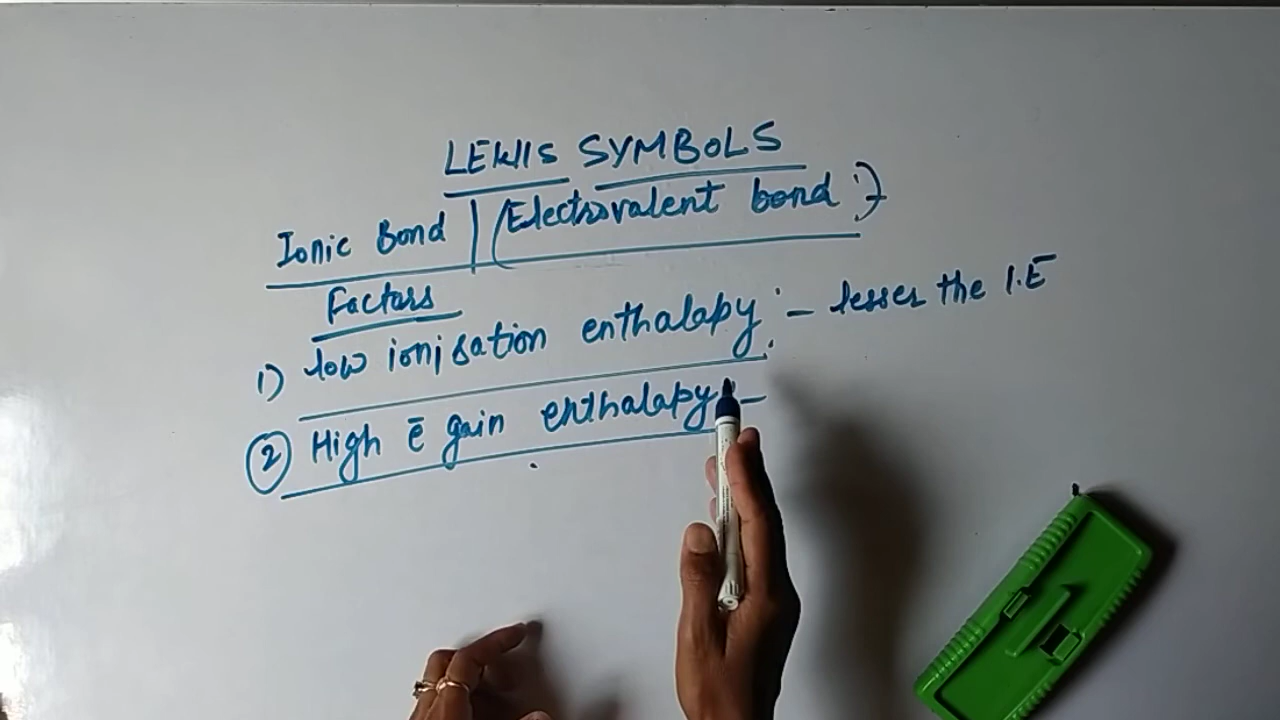 LEWIS SYMBOLS
Ionic Bond | (Electrovalent bond :-)
Factors
1) low ionisation enthalapy :- lesser the I.E
2) High ē gain enthalapy :-